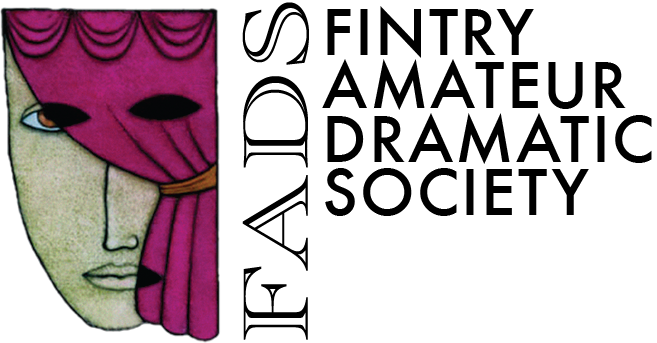 FADS
FINTRY
AMATEUR
DRAMATIC
SOCIETY